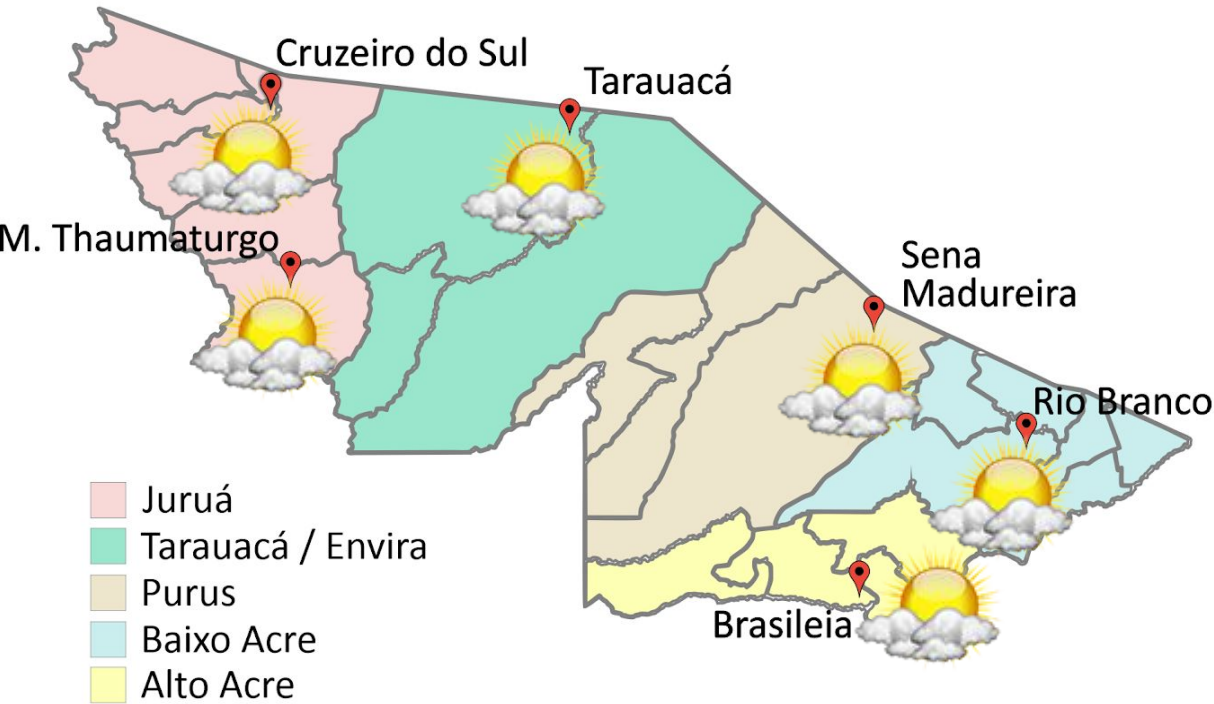 Cruzeiro do Sul
Tarauacá
M. Thaumaturgo
Sena
Madureira
Rio Branco
Brasileia
Juruá
Tarauacá / Envira
Purus
Baixo Acre
Alto Acre